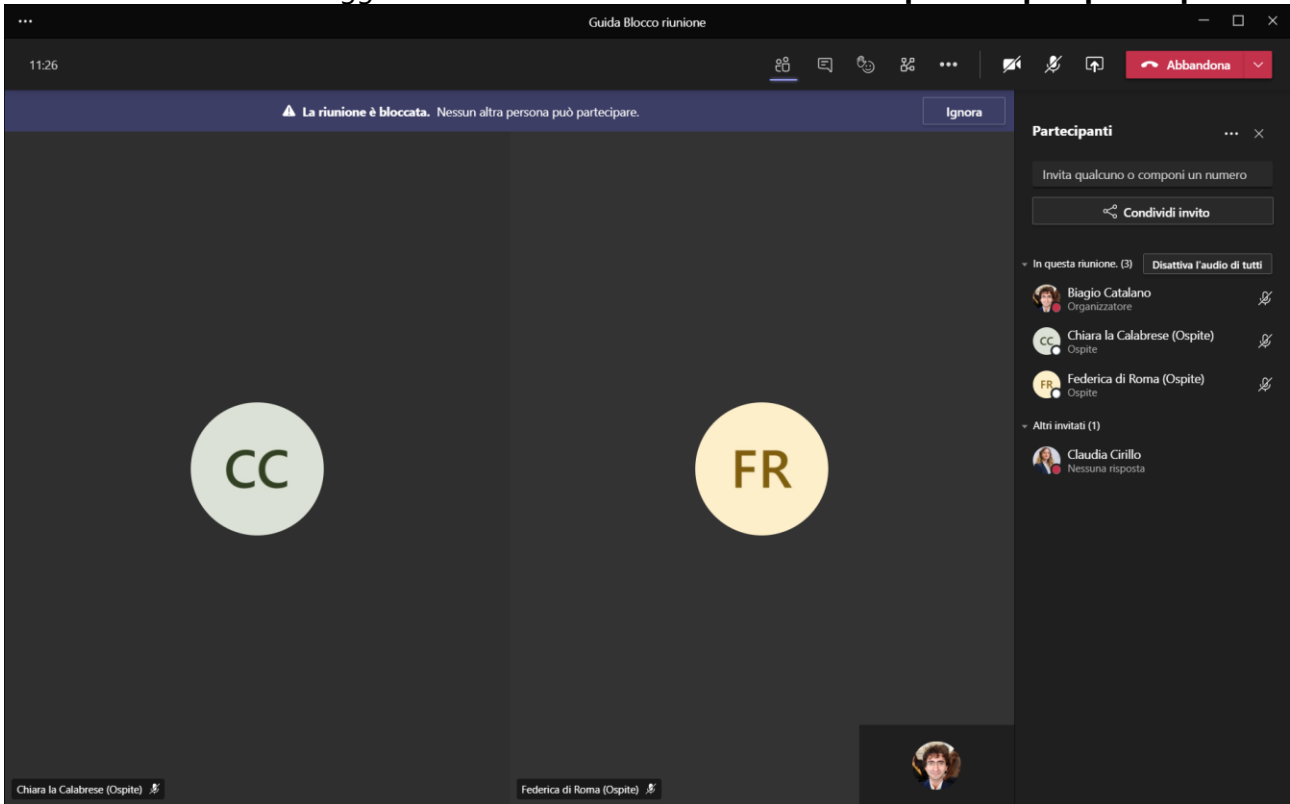 Guida Blocco riunione
11:26
Abbandona
La riunione è bloccata. Nessun altra persona può partecipare.
Ignora
Partecipanti
Invita qualcuno o componi un numero
Condividi invito
In questa riunione. (3)
Disattiva l'audio di tutti
Biagio Catalano
Organizzatore
CC
Chiara la Calabrese (Ospite)
Ospite
FR
Federica di Roma (Ospite)
Ospite
Altri invitati (1)
Claudia Cirillo
Nessuna risposta
CC
FR
Chiara la Calabrese (Ospite)
Federica di Roma (Ospite)